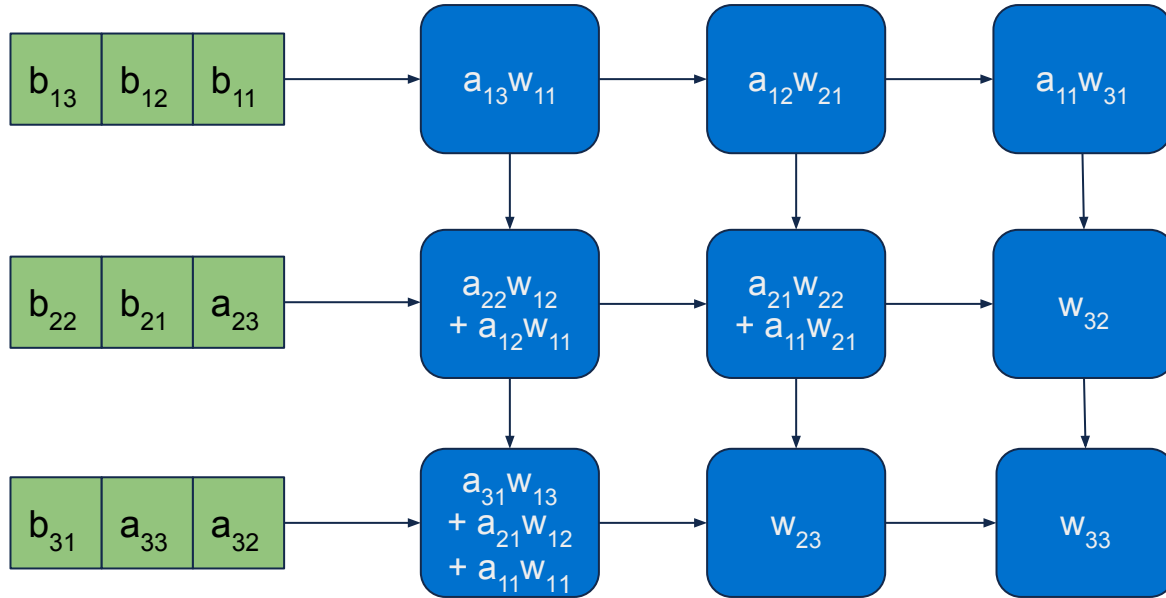 b₁₃ b₁₂ b₁₁
a₁₃w₁₁
a₁₂w₂₁
a₁₁w₃₁
b₂₂ b₂₁ a₂₃
a₂₂w₁₂
+ a₁₂w₁₁
a₂₁w₂₂
+ a₁₁w₂₁
w₃₂
b₃₁ a₃₃ a₃₂
a₃₁w₁₃
+ a₂₁w₁₂
+ a₁₁w₁₁
w₂₃
w₃₃